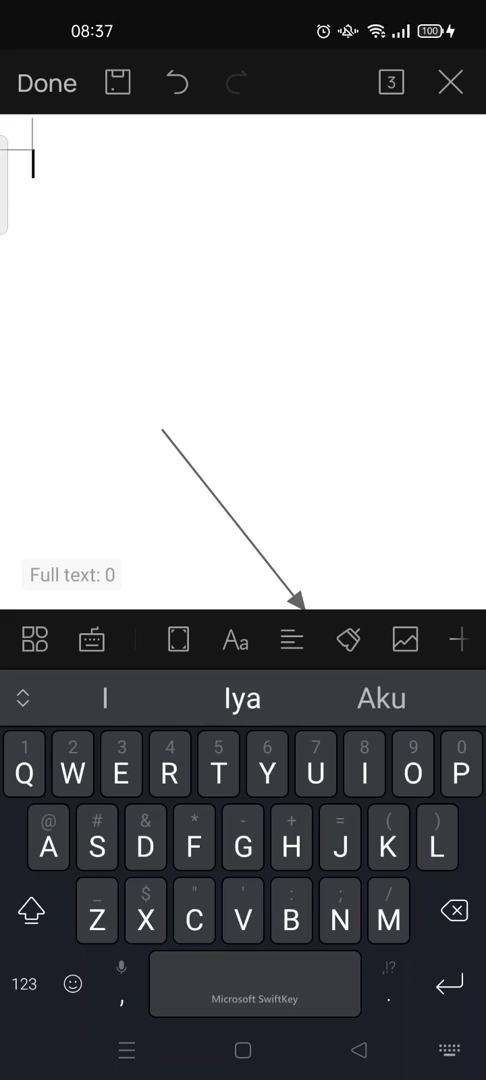 08:37
100
Done
3
Full text: 0
Aa
I Iya Aku
1 2 3 4 5 6 7 8 9 0
Q W E R T Y U I O P
@ # & * - + = ( )
A S D F G H J K L
_ $ " ' : ; /
Z X C V B N M
123 , Microsoft SwiftKey ,!? .